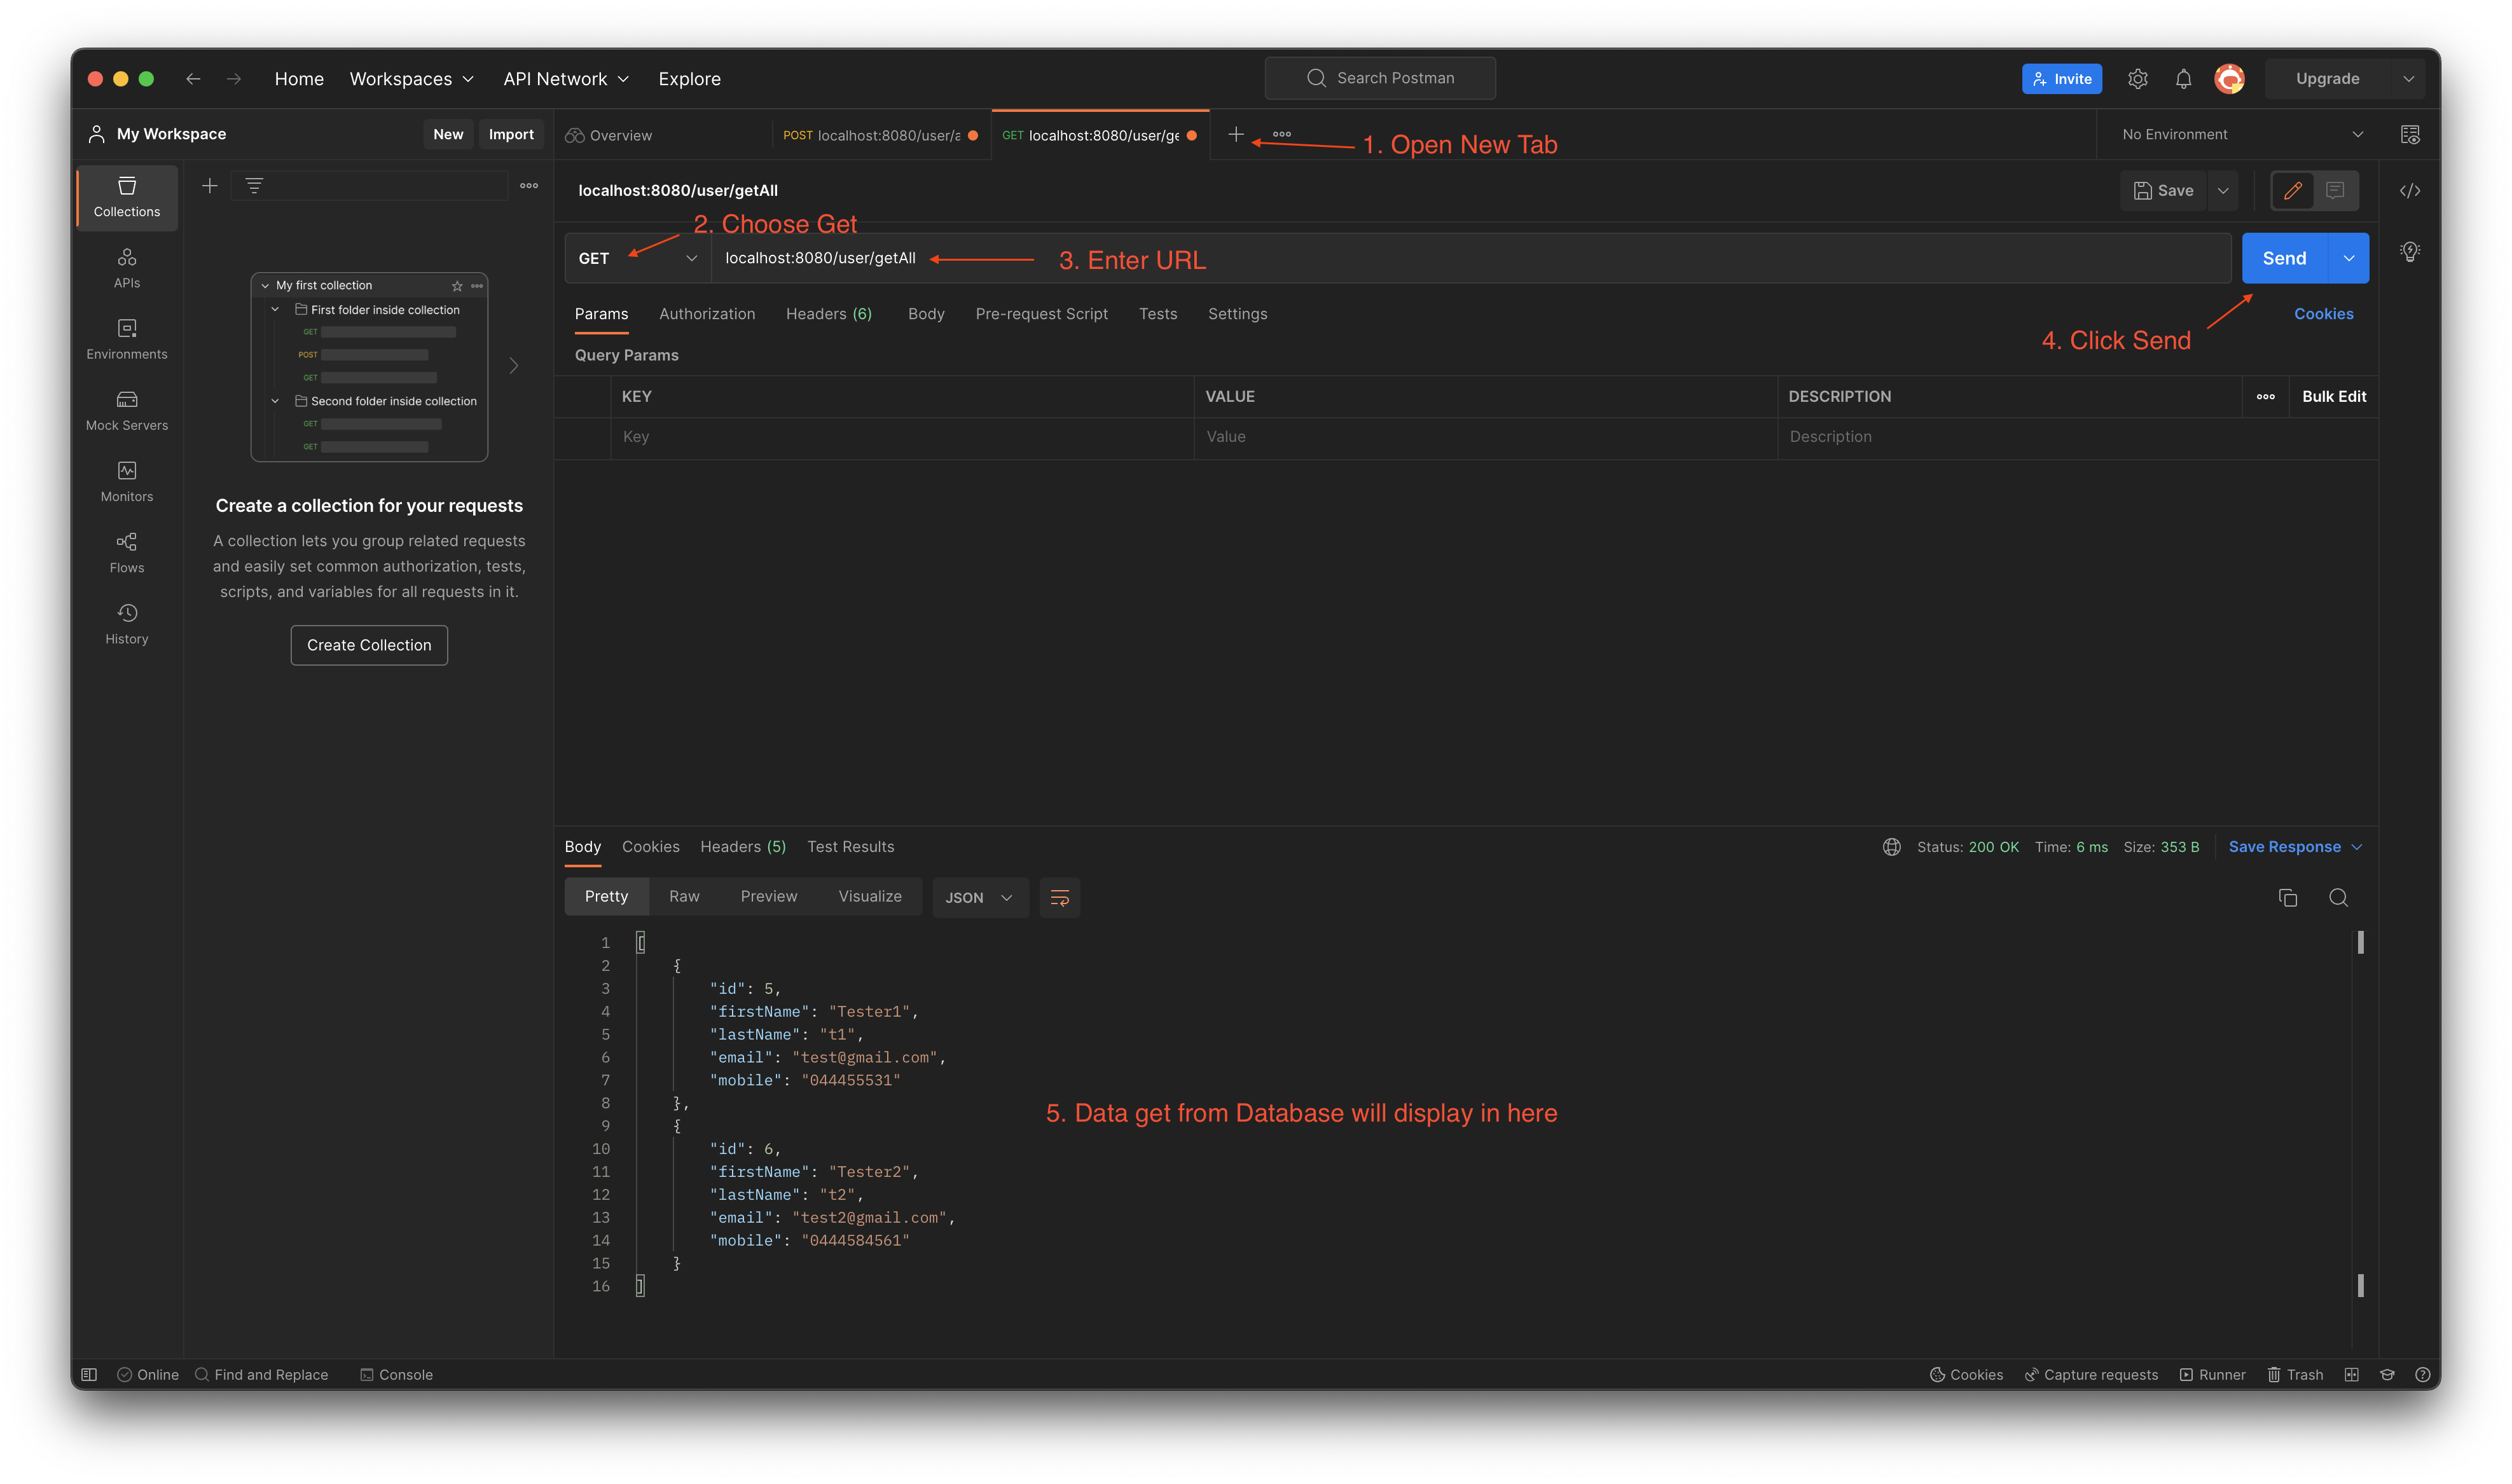 Home Workspaces API Network Explore Search Postman Invite Upgrade
My Workspace New Import Overview POST localhost:8080/user/a GET localhost:8080/user/ge No Environment
1. Open New Tab
Collections
localhost:8080/user/getAll Save
2. Choose Get
GET localhost:8080/user/getAll Send
3. Enter URL
APIs
My first collection
First folder inside collection
GET
POST
GET
Second folder inside collection
GET
GET
Params Authorization Headers (6) Body Pre-request Script Tests Settings Cookies
4. Click Send
Environments
Query Params
KEY VALUE DESCRIPTION Bulk Edit
Mock Servers
Key Value Description
Monitors
Create a collection for your requests
A collection lets you group related requests
and easily set common authorization, tests,
scripts, and variables for all requests in it.
Flows
History
Create Collection
Body Cookies Headers (5) Test Results Status: 200 OK Time: 6 ms Size: 353 B Save Response
Pretty Raw Preview Visualize JSON
1 [
2 {
3 "id": 5,
4 "firstName": "Tester1",
5 "lastName": "t1",
6 "email": "test@gmail.com",
7 "mobile": "044455531"
8 },
9 {
10 "id": 6,
11 "firstName": "Tester2",
12 "lastName": "t2",
13 "email": "test2@gmail.com",
14 "mobile": "0444584561"
15 }
16 ]
5. Data get from Database will display in here
Online Find and Replace Console Cookies Capture requests Runner Trash